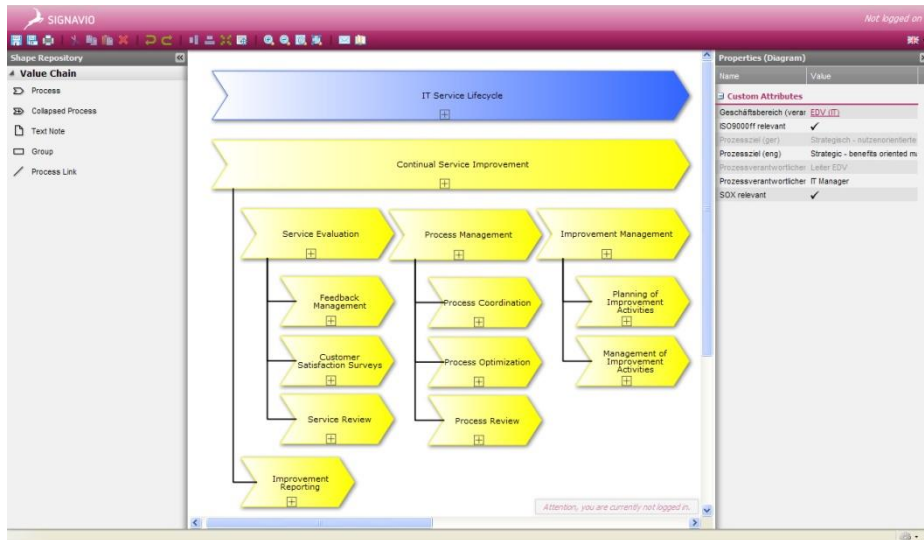 SIGNAVIO
Not logged on
Shape Repository
Value Chain
Process
Collapsed Process
Text Note
Group
Process Link
IT Service Lifecycle
Continual Service Improvement
Service Evaluation
Process Management
Improvement Management
Feedback
Management
Process Coordination
Planning of
Improvement
Activities
Customer
Satisfaction Surveys
Process Optimization
Management of
Improvement
Activities
Service Review
Process Review
Improvement
Reporting
Attention, you are currently not logged in.
Properties (Diagram)
Name Value
Custom Attributes
Geschäftsbereich (verar EDV (IT)
ISO9000ff relevant
Prozessziel (ger) Strategisch - nutzenorientierte
Prozessziel (eng) Strategic - benefits oriented m
Prozessverantwortlicher Leiter EDV
Prozessverantwortlicher IT Manager
SOX relevant